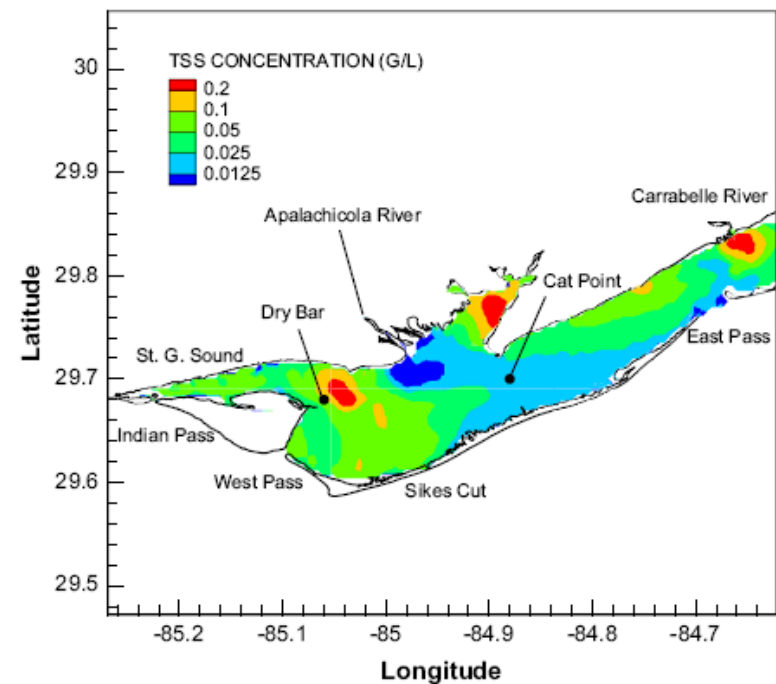 TSS CONCENTRATION (G/L)
0.2
0.1
0.05
0.025
0.0125
Carrabelle River
Apalachicola River
Cat Point
Dry Bar
East Pass
St. G. Sound
Indian Pass
West Pass
Sikes Cut
Latitude
30
29.9
29.8
29.7
29.6
29.5
-85.2
-85.1
-85
-84.9
-84.8
-84.7
Longitude